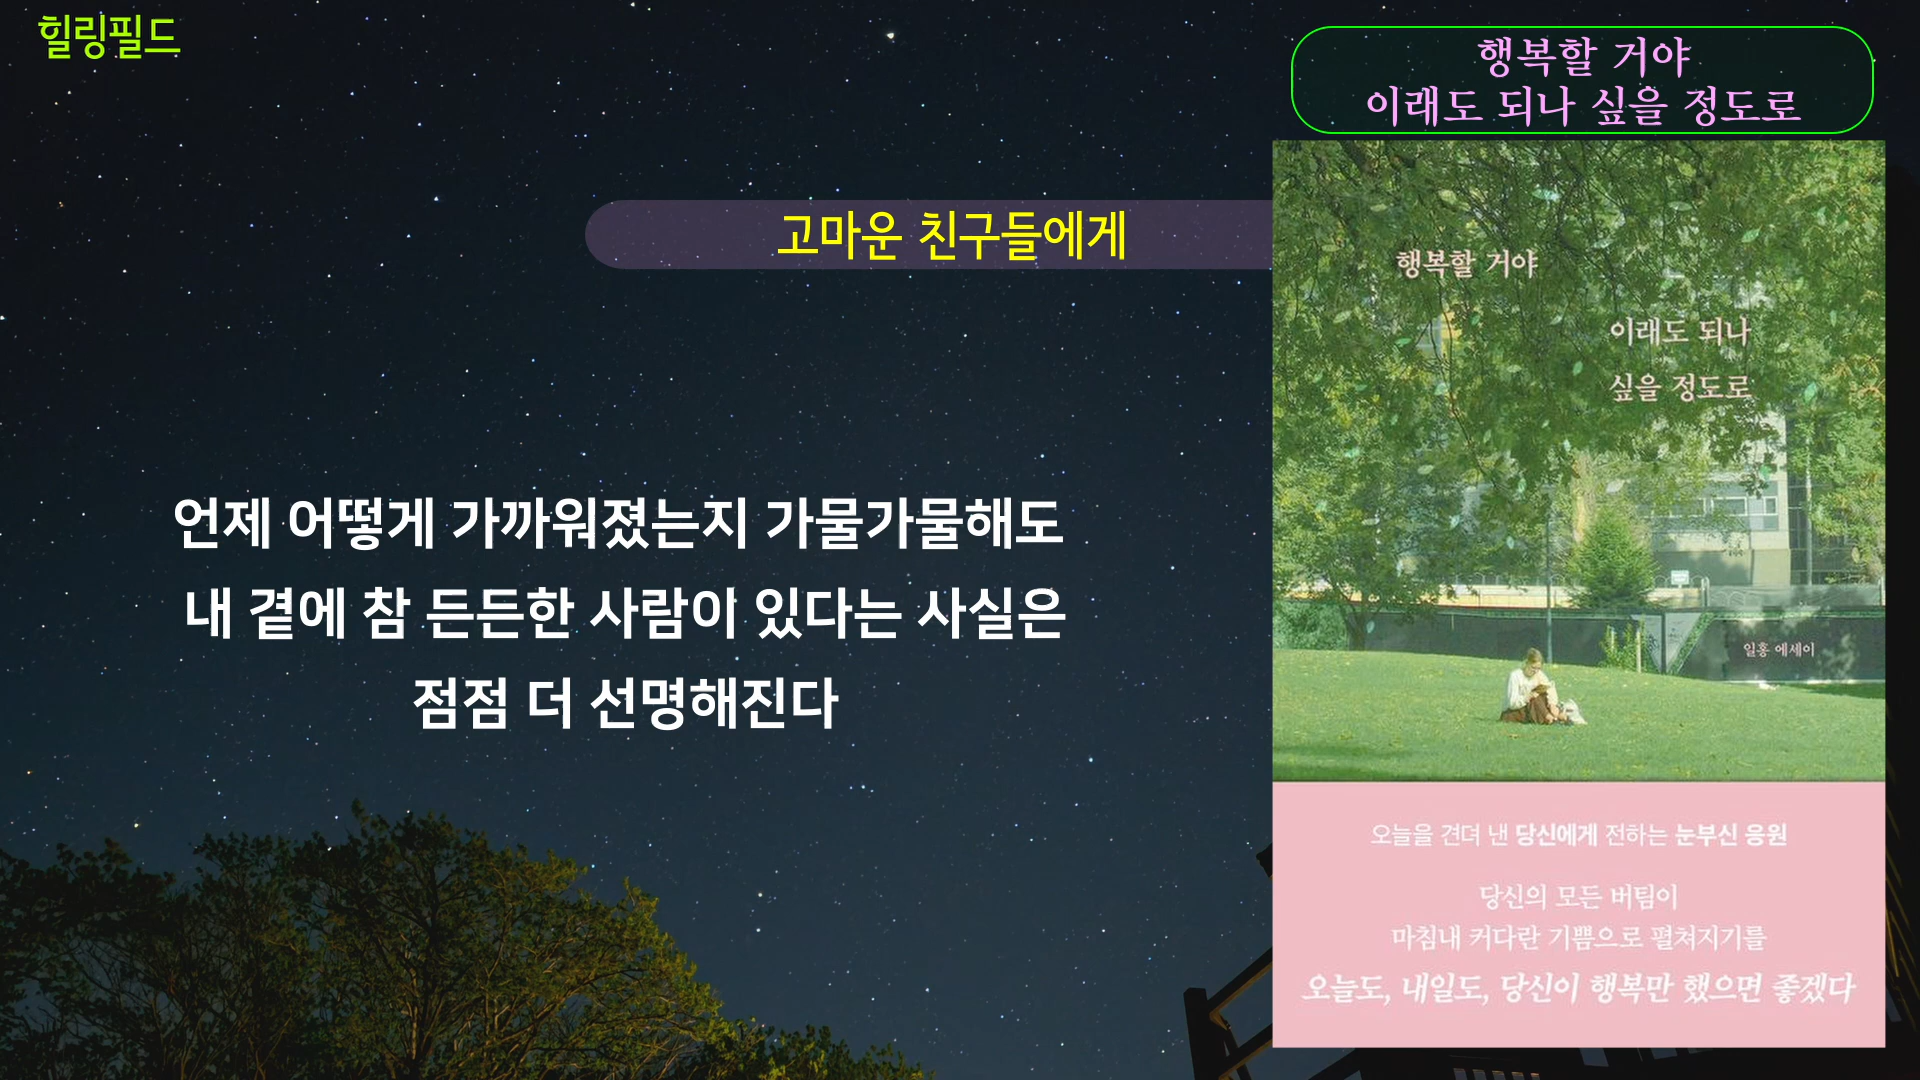 힐링필드
행복할 거야
이래도 되나 싶을 정도로
고마운 친구들에게
언제 어떻게 가까워졌는지 가물가물해도
내 곁에 참 든든한 사람이 있다는 사실은
점점 더 선명해진다
행복할 거야
이래도 되나
싶을 정도로
일홍 에세이
오늘을 견뎌 낸 당신에게 전하는 눈부신 응원
당신의 모든 버팀이
마침내 커다란 기쁨으로 펼쳐지기를
오늘도, 내일도, 당신이 행복만 했으면 좋겠다